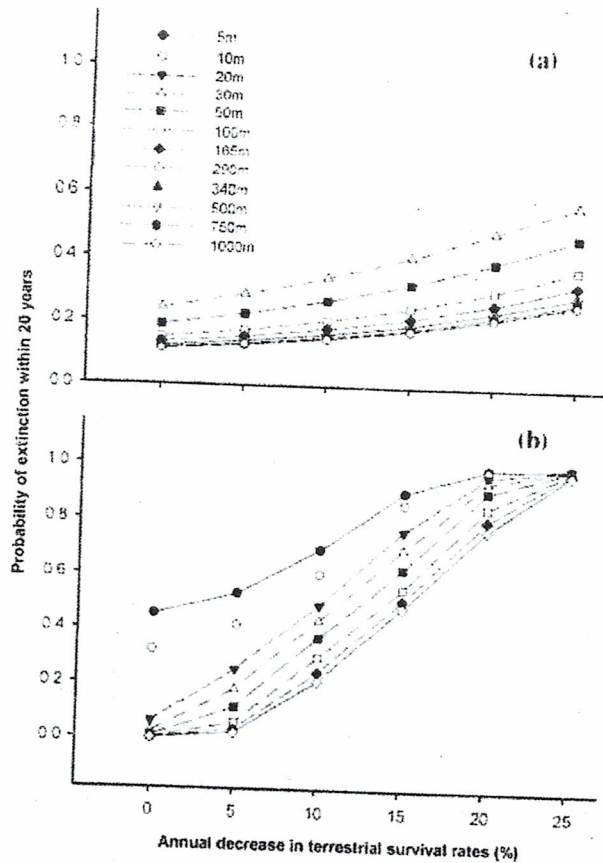 (a)
5m
10m
20m
30m
50m
100m
165m
290m
340m
500m
750m
1000m
1.0
0.8
0.6
0.4
0.2
0.0
(b)
1.0
0.8
0.6
0.4
0.2
0.0
0 5 10 15 20 25
Probability of extinction within 20 years
Annual decrease in terrestrial survival rates (%)